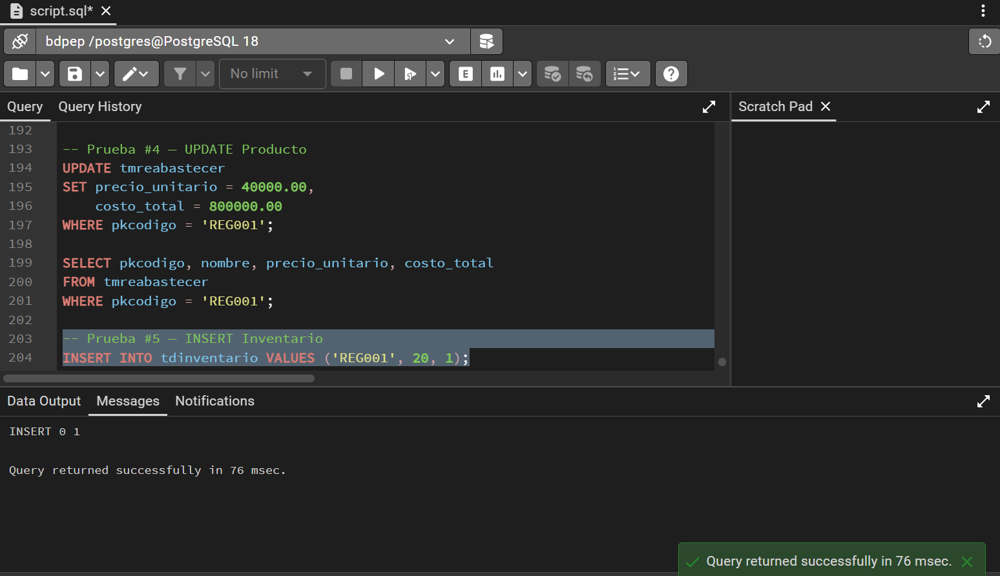 script.sql*
bdpep /postgres@PostgreSQL 18
No limit
E
Query Query History
Scratch Pad
192
193 -- Prueba #4 — UPDATE Producto
194 UPDATE tmreabastecer
195 SET precio_unitario = 40000.00,
196 costo_total = 800000.00
197 WHERE pkcodigo = 'REG001';
198
199 SELECT pkcodigo, nombre, precio_unitario, costo_total
200 FROM tmreabastecer
201 WHERE pkcodigo = 'REG001';
202
203 -- Prueba #5 — INSERT Inventario
204 INSERT INTO tdinventario VALUES ('REG001', 20, 1);
Data Output Messages Notifications
INSERT 0 1
Query returned successfully in 76 msec.
Query returned successfully in 76 msec.